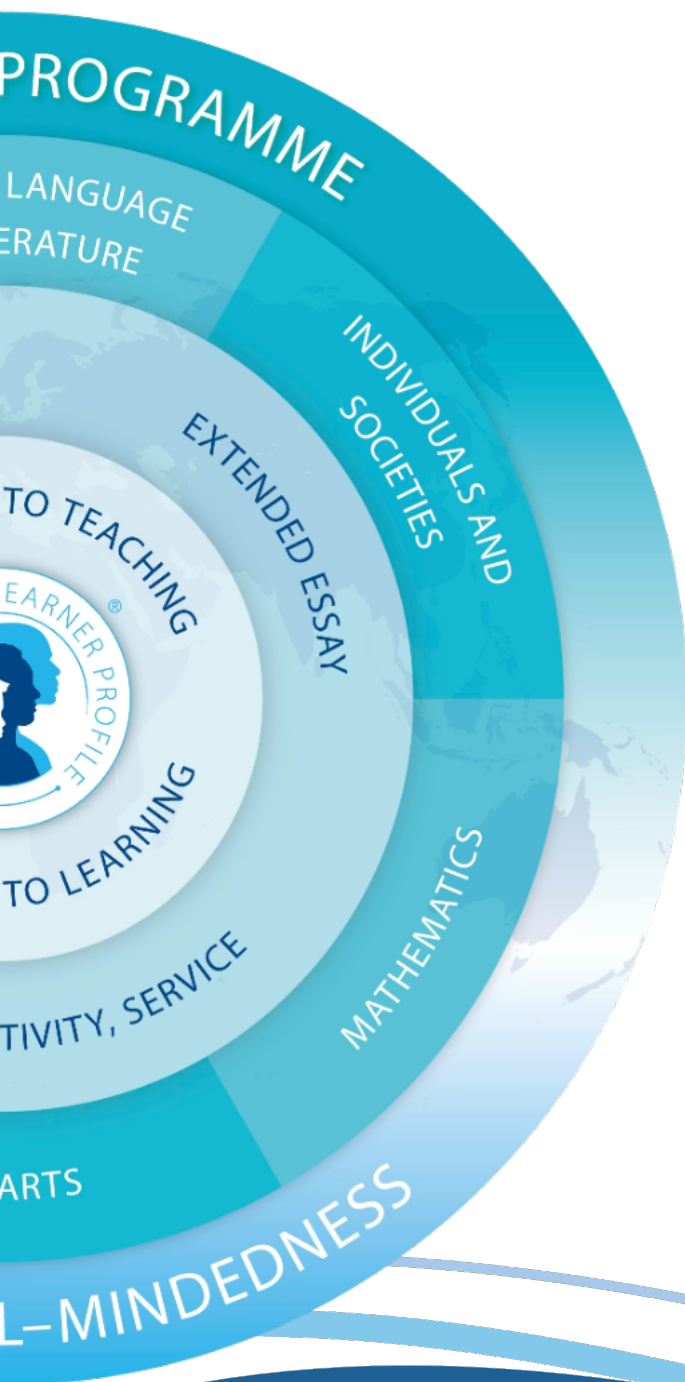 PROGRAMME
LANGUAGE
ERATURE
INDIVIDUALS AND
SOCIETIES
EXTENDED ESSAY
TO TEACHING
EARNER PROFILE
®
TO LEARNING
TIVITY, SERVICE
MATHEMATICS
ARTS
L–MINDEDNESS